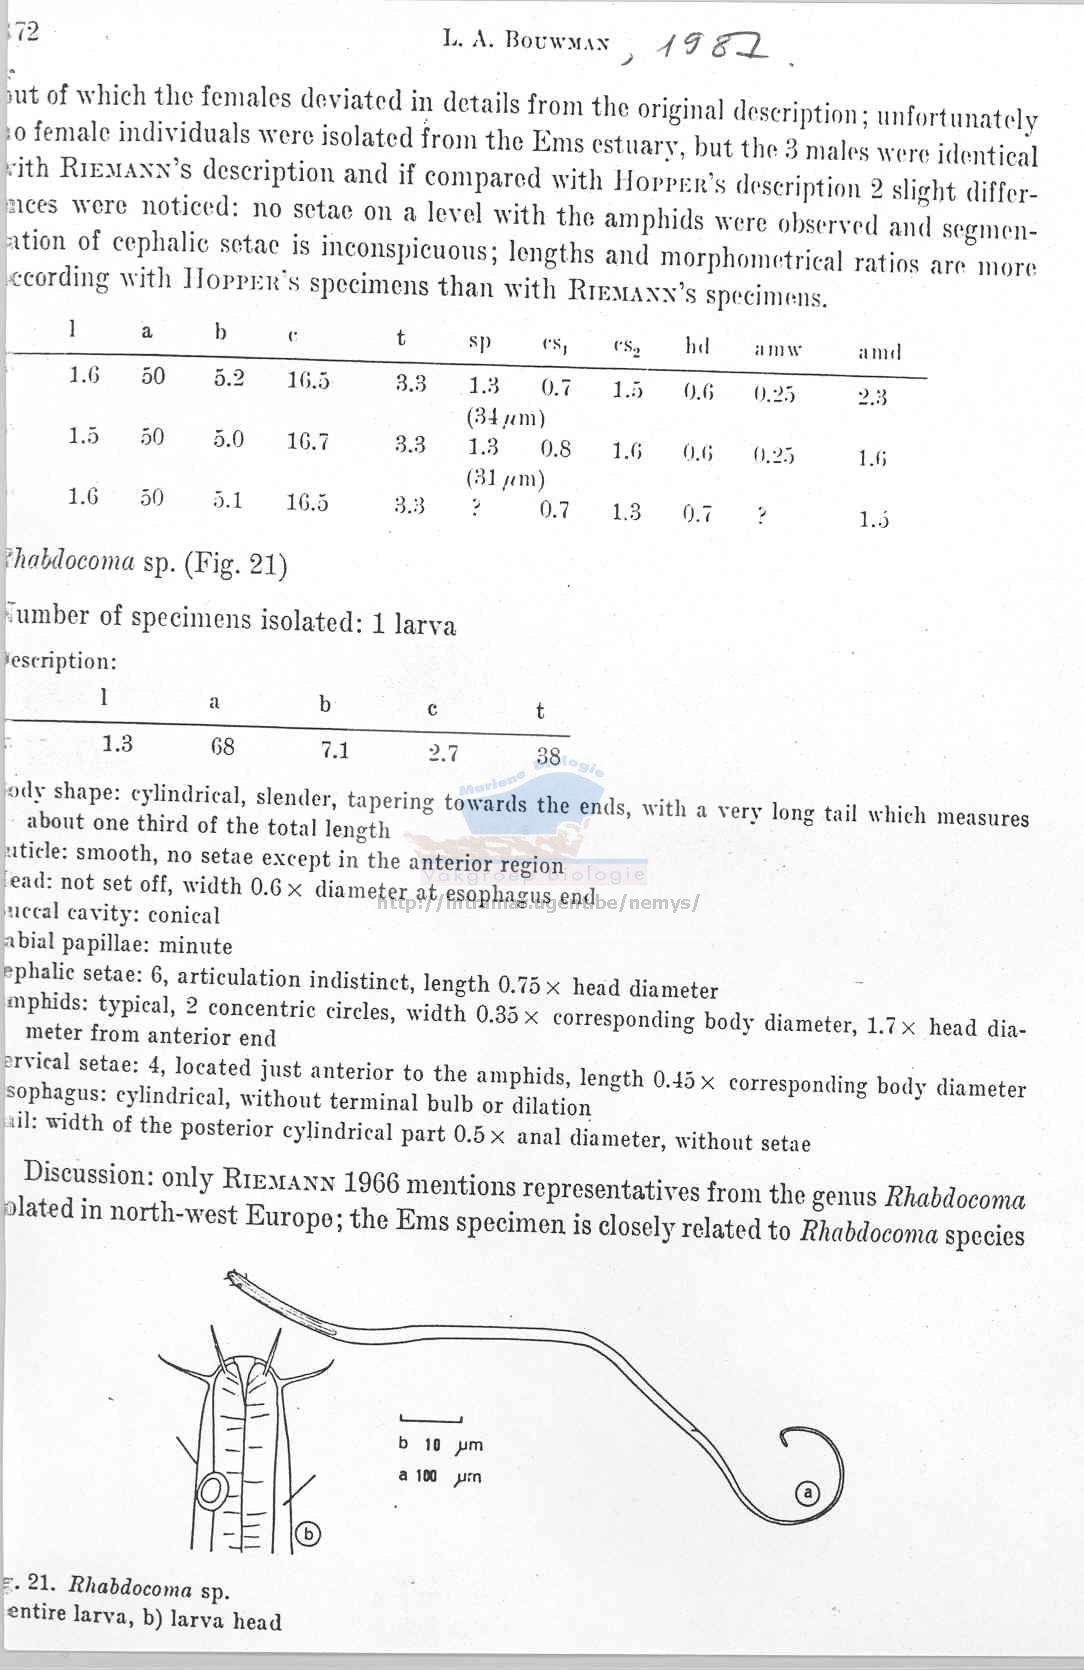 72
L. A. BOUWMAN, 1981
out of which the females deviated in details from the original description; unfortunately
no female individuals were isolated from the Ems estuary, but the 3 males were identical
with RIEMANN's description and if compared with HOPPER's description 2 slight differ-
ences were noticed: no setae on a level with the amphids were observed and segmen-
ation of cephalic setae is inconspicuous; lengths and morphometrical ratios are more
according with HOPPER's specimens than with RIEMANN's specimens.
l a b c t sp cs₁ cs₂ hd amw amd
1.6 50 5.2 16.5 3.3 1.3 0.7 1.5 0.6 0.25 2.3
(34 µm)
1.5 50 5.0 16.7 3.3 1.3 0.8 1.6 0.6 0.25 1.6
(31 µm)
1.6 50 5.1 16.5 3.3 ? 0.7 1.3 0.7 ? 1.5
Rhabdocoma sp. (Fig. 21)
Number of specimens isolated: 1 larva
Description:
l a b c t
1.3 68 7.1 2.7 38
Body shape: cylindrical, slender, tapering towards the ends, with a very long tail which measures
about one third of the total length
Cuticle: smooth, no setae except in the anterior region
Head: not set off, width 0.6 × diameter at esophagus end
Buccal cavity: conical
Labial papillae: minute
Cephalic setae: 6, articulation indistinct, length 0.75 × head diameter
Amphids: typical, 2 concentric circles, width 0.35 × corresponding body diameter, 1.7 × head dia-
meter from anterior end
Cervical setae: 4, located just anterior to the amphids, length 0.45 × corresponding body diameter
Esophagus: cylindrical, without terminal bulb or dilation
Tail: width of the posterior cylindrical part 0.5 × anal diameter, without setae
Discussion: only RIEMANN 1966 mentions representatives from the genus Rhabdocoma
olated in north-west Europe; the Ems specimen is closely related to Rhabdocoma species
Mariene Biologie
Vakgroep Biologie
http://intramar.ugent.be/nemys/
b 10 µm
a 100 µm
a
b
g. 21. Rhabdocoma sp.
entire larva, b) larva head